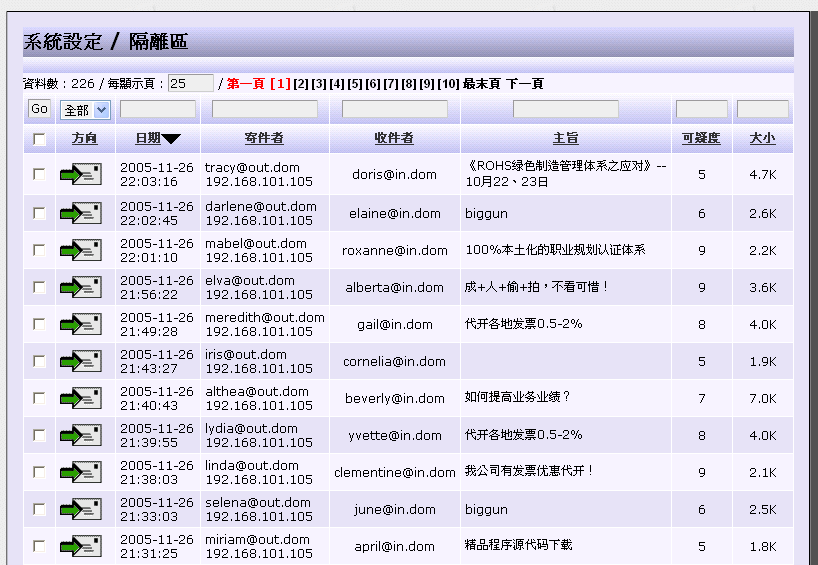 系統設定 / 隔離區
資料數：226 / 每顯示頁：25 / 第一頁 [1] [2] [3] [4] [5] [6] [7] [8] [9] [10] 最末頁 下一頁
Go 全部
方向 日期 寄件者 收件者 主旨 可疑度 大小
2005-11-26 tracy@out.dom doris@in.dom 《ROHS绿色制造管理体系之应对》-- 5 4.7K
22:03:16 192.168.101.105 10月22、23日
2005-11-26 darlene@out.dom elaine@in.dom biggun 6 2.6K
22:02:45 192.168.101.105
2005-11-26 mabel@out.dom roxanne@in.dom 100%本土化的职业规划认证体系 9 2.2K
22:01:10 192.168.101.105
2005-11-26 elva@out.dom alberta@in.dom 成+人+偷+拍，不看可惜！ 9 3.6K
21:56:22 192.168.101.105
2005-11-26 meredith@out.dom gail@in.dom 代开各地发票0.5-2% 8 4.0K
21:49:28 192.168.101.105
2005-11-26 iris@out.dom cornelia@in.dom 5 1.9K
21:43:27 192.168.101.105
2005-11-26 althea@out.dom beverly@in.dom 如何提高业务业绩？ 7 7.0K
21:40:43 192.168.101.105
2005-11-26 lydia@out.dom yvette@in.dom 代开各地发票0.5-2% 8 4.0K
21:39:55 192.168.101.105
2005-11-26 linda@out.dom clementine@in.dom 我公司有发票优惠代开！ 9 2.1K
21:38:03 192.168.101.105
2005-11-26 selena@out.dom june@in.dom biggun 6 2.5K
21:33:03 192.168.101.105
2005-11-26 miriam@out.dom april@in.dom 精品程序源代码下载 5 1.8K
21:31:25 192.168.101.105